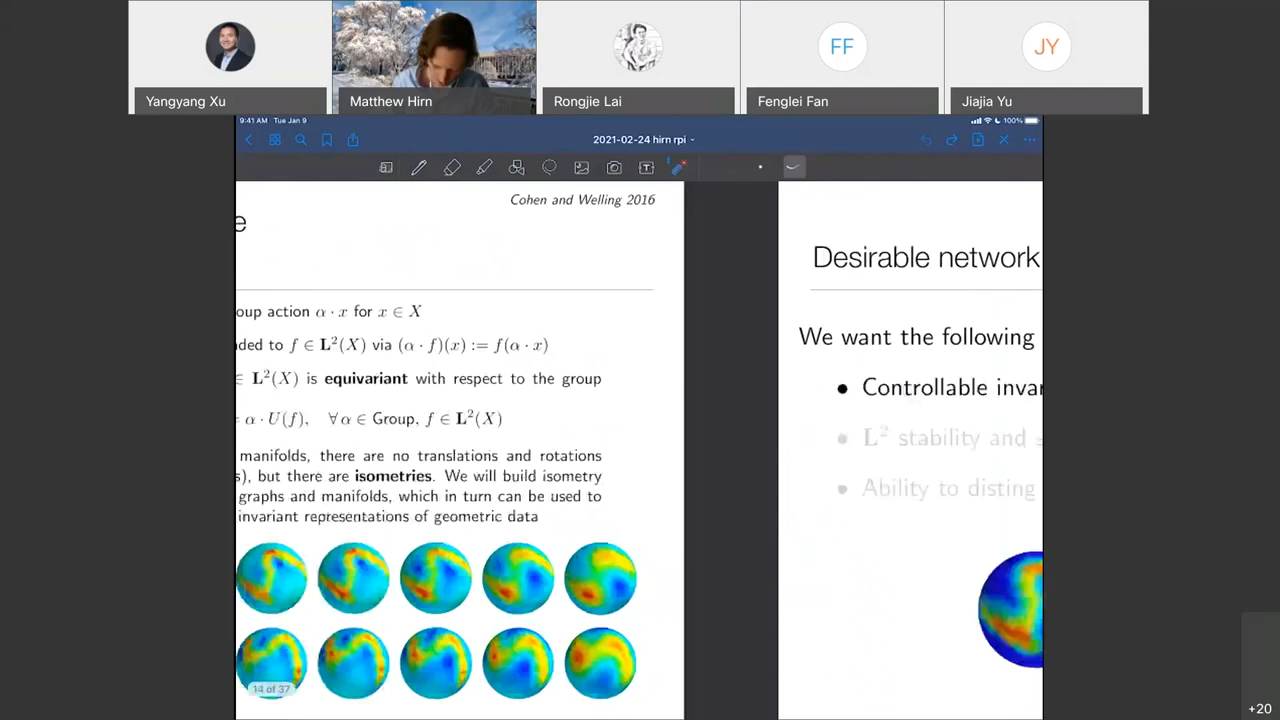 FF
JY
Yangyang Xu
Matthew Hirn
Rongjie Lai
Fenglei Fan
Jiajia Yu
9:41 AM Tue Jan 9
100%
2021-02-24 hirn rpi
Cohen and Welling 2016
e
oup action α · x for x ∈ X
ded to f ∈ L²(X) via (α · f)(x) := f(α · x)
∈ L²(X) is equivariant with respect to the group
= α · U(f), ∀ α ∈ Group, f ∈ L²(X)
manifolds, there are no translations and rotations
s), but there are isometries. We will build isometry
graphs and manifolds, which in turn can be used to
invariant representations of geometric data
14 of 37
Desirable network
We want the following
• Controllable invar
• L² stability and
• Ability to disting
+20